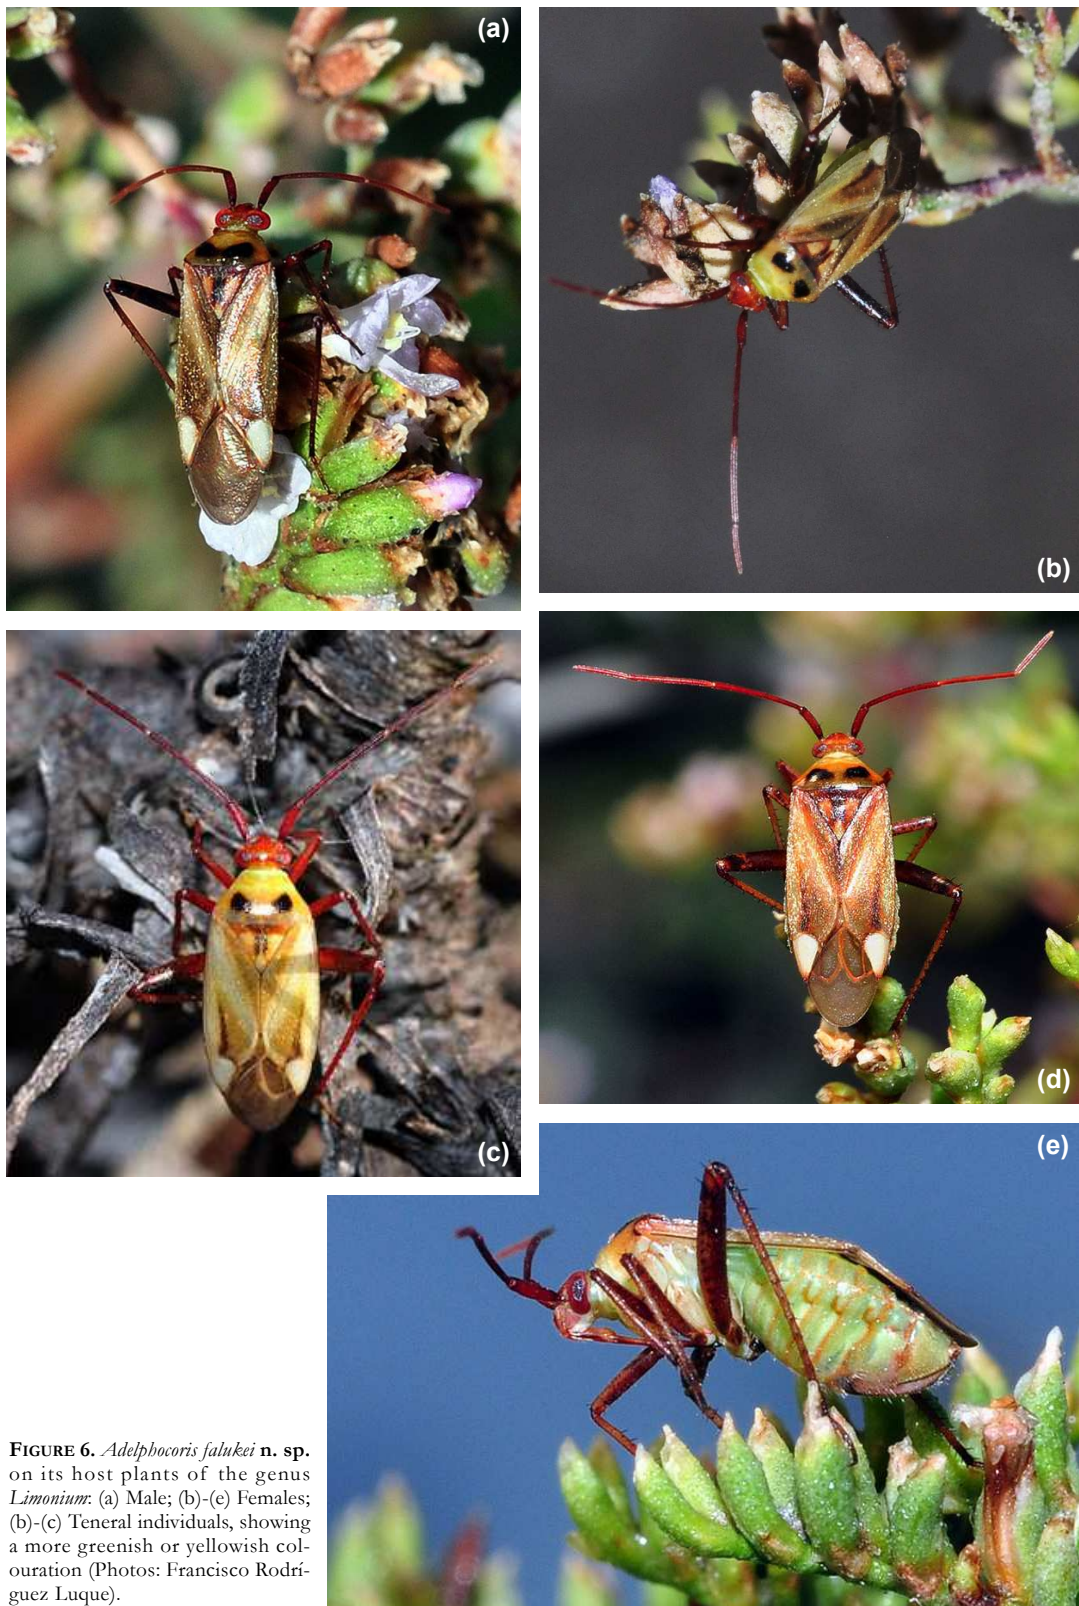 (a)
(b)
(c)
(d)
(e)
FIGURE 6. Adelphocoris falukei n. sp.
on its host plants of the genus
Limonium: (a) Male; (b)-(e) Females;
(b)-(c) Teneral individuals, showing
a more greenish or yellowish col-
ouration (Photos: Francisco Rodrí-
guez Luque).